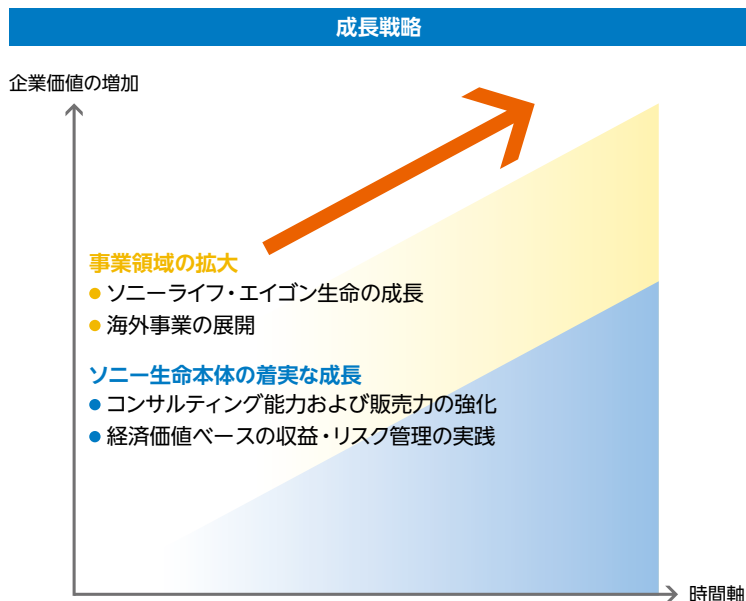 成長戦略
企業価値の増加
事業領域の拡大
● ソニーライフ・エイゴン生命の成長
● 海外事業の展開
ソニー生命本体の着実な成長
● コンサルティング能力および販売力の強化
● 経済価値ベースの収益・リスク管理の実践
時間軸